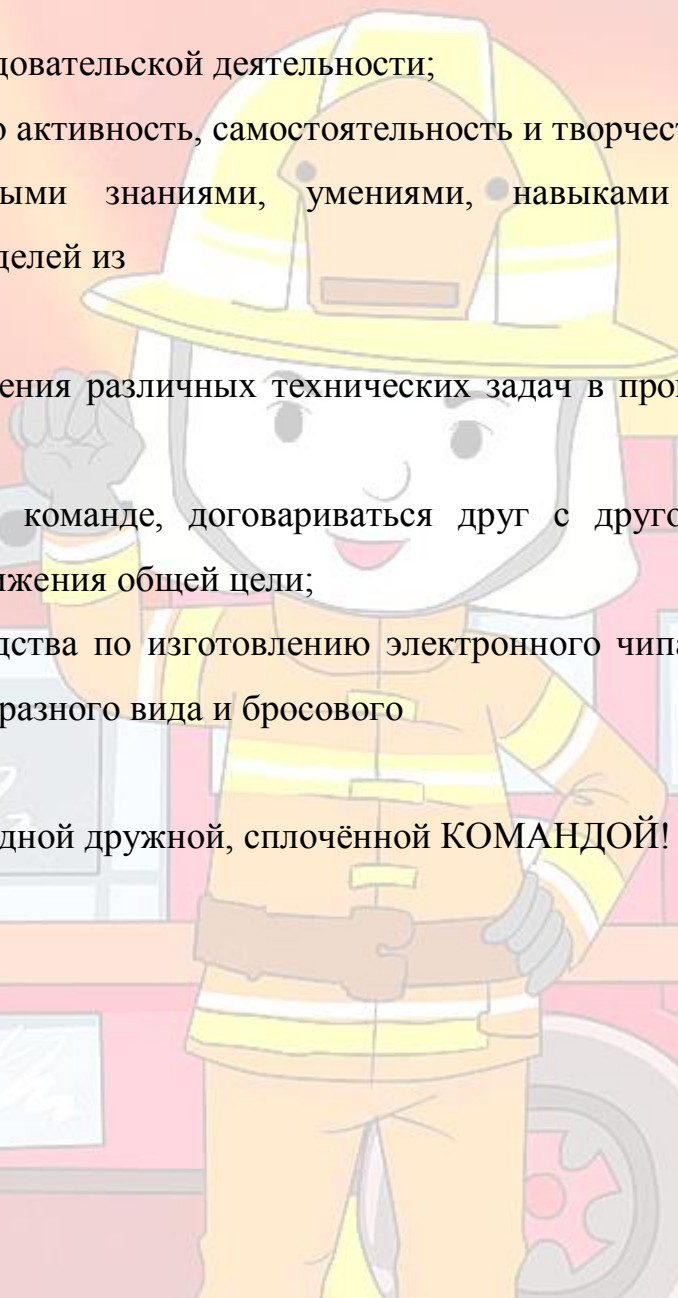 довательской деятельности;
о активность, самостоятельность и творчест
ыми знаниями, умениями, навыками
делей из
ения различных технических задач в про
команде, договариваться друг с друго
ижения общей цели;
дства по изготовлению электронного чипа
разного вида и бросового
дной дружной, сплочённой КОМАНДОЙ!